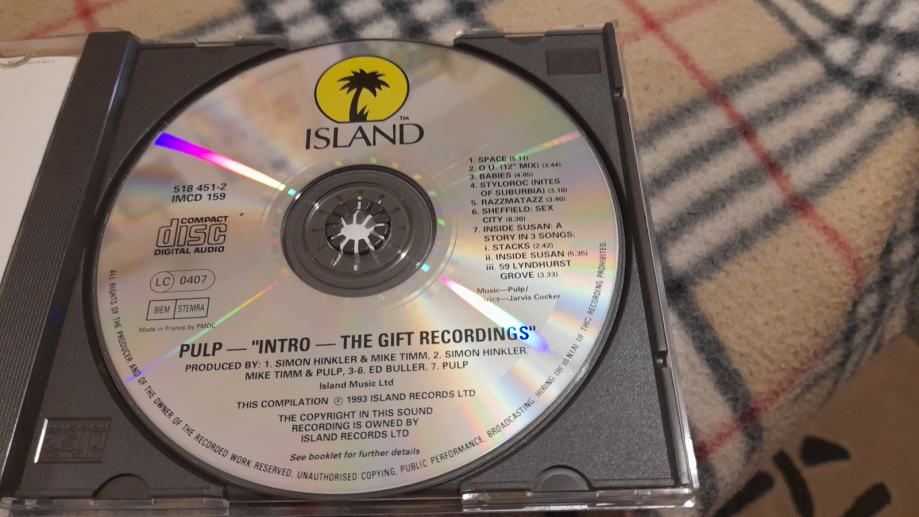 ISLAND™
518 451-2
IMCD 159
COMPACT
disc
DIGITAL AUDIO
LC 0407
BIEM STEMRA
Made in France by PMDC
1. SPACE (5.11)
2. O U. (12" MIX) (3.44)
3. BABIES (4.05)
4. STYLOROC (NITES
OF SUBURBIA) (3.10)
5. RAZZMATAZZ (3.40)
6. SHEFFIELD: SEX
CITY (8.30)
7. INSIDE SUSAN: A
STORY IN 3 SONGS:
i. STACKS (2.42)
ii. INSIDE SUSAN (5.35)
iii. 59 LYNDHURST
GROVE (3.33)
Music—Pulp/
—Jarvis Cocker
PULP — "INTRO — THE GIFT RECORDINGS"
PRODUCED BY: 1. SIMON HINKLER & MIKE TIMM, 2. SIMON HINKLER,
MIKE TIMM & PULP, 3-6. ED BULLER, 7. PULP
Island Music Ltd
THIS COMPILATION ℗ 1993 ISLAND RECORDS LTD
THE COPYRIGHT IN THIS SOUND
RECORDING IS OWNED BY
ISLAND RECORDS LTD
See booklet for further details
ALL RIGHTS OF THE PRODUCER AND OF THE OWNER OF THE RECORDED WORK RESERVED. UNAUTHORISED COPYING, PUBLIC PERFORMANCE, BROADCASTING, HIRING OR RENTAL OF THIS RECORDING PROHIBITED.